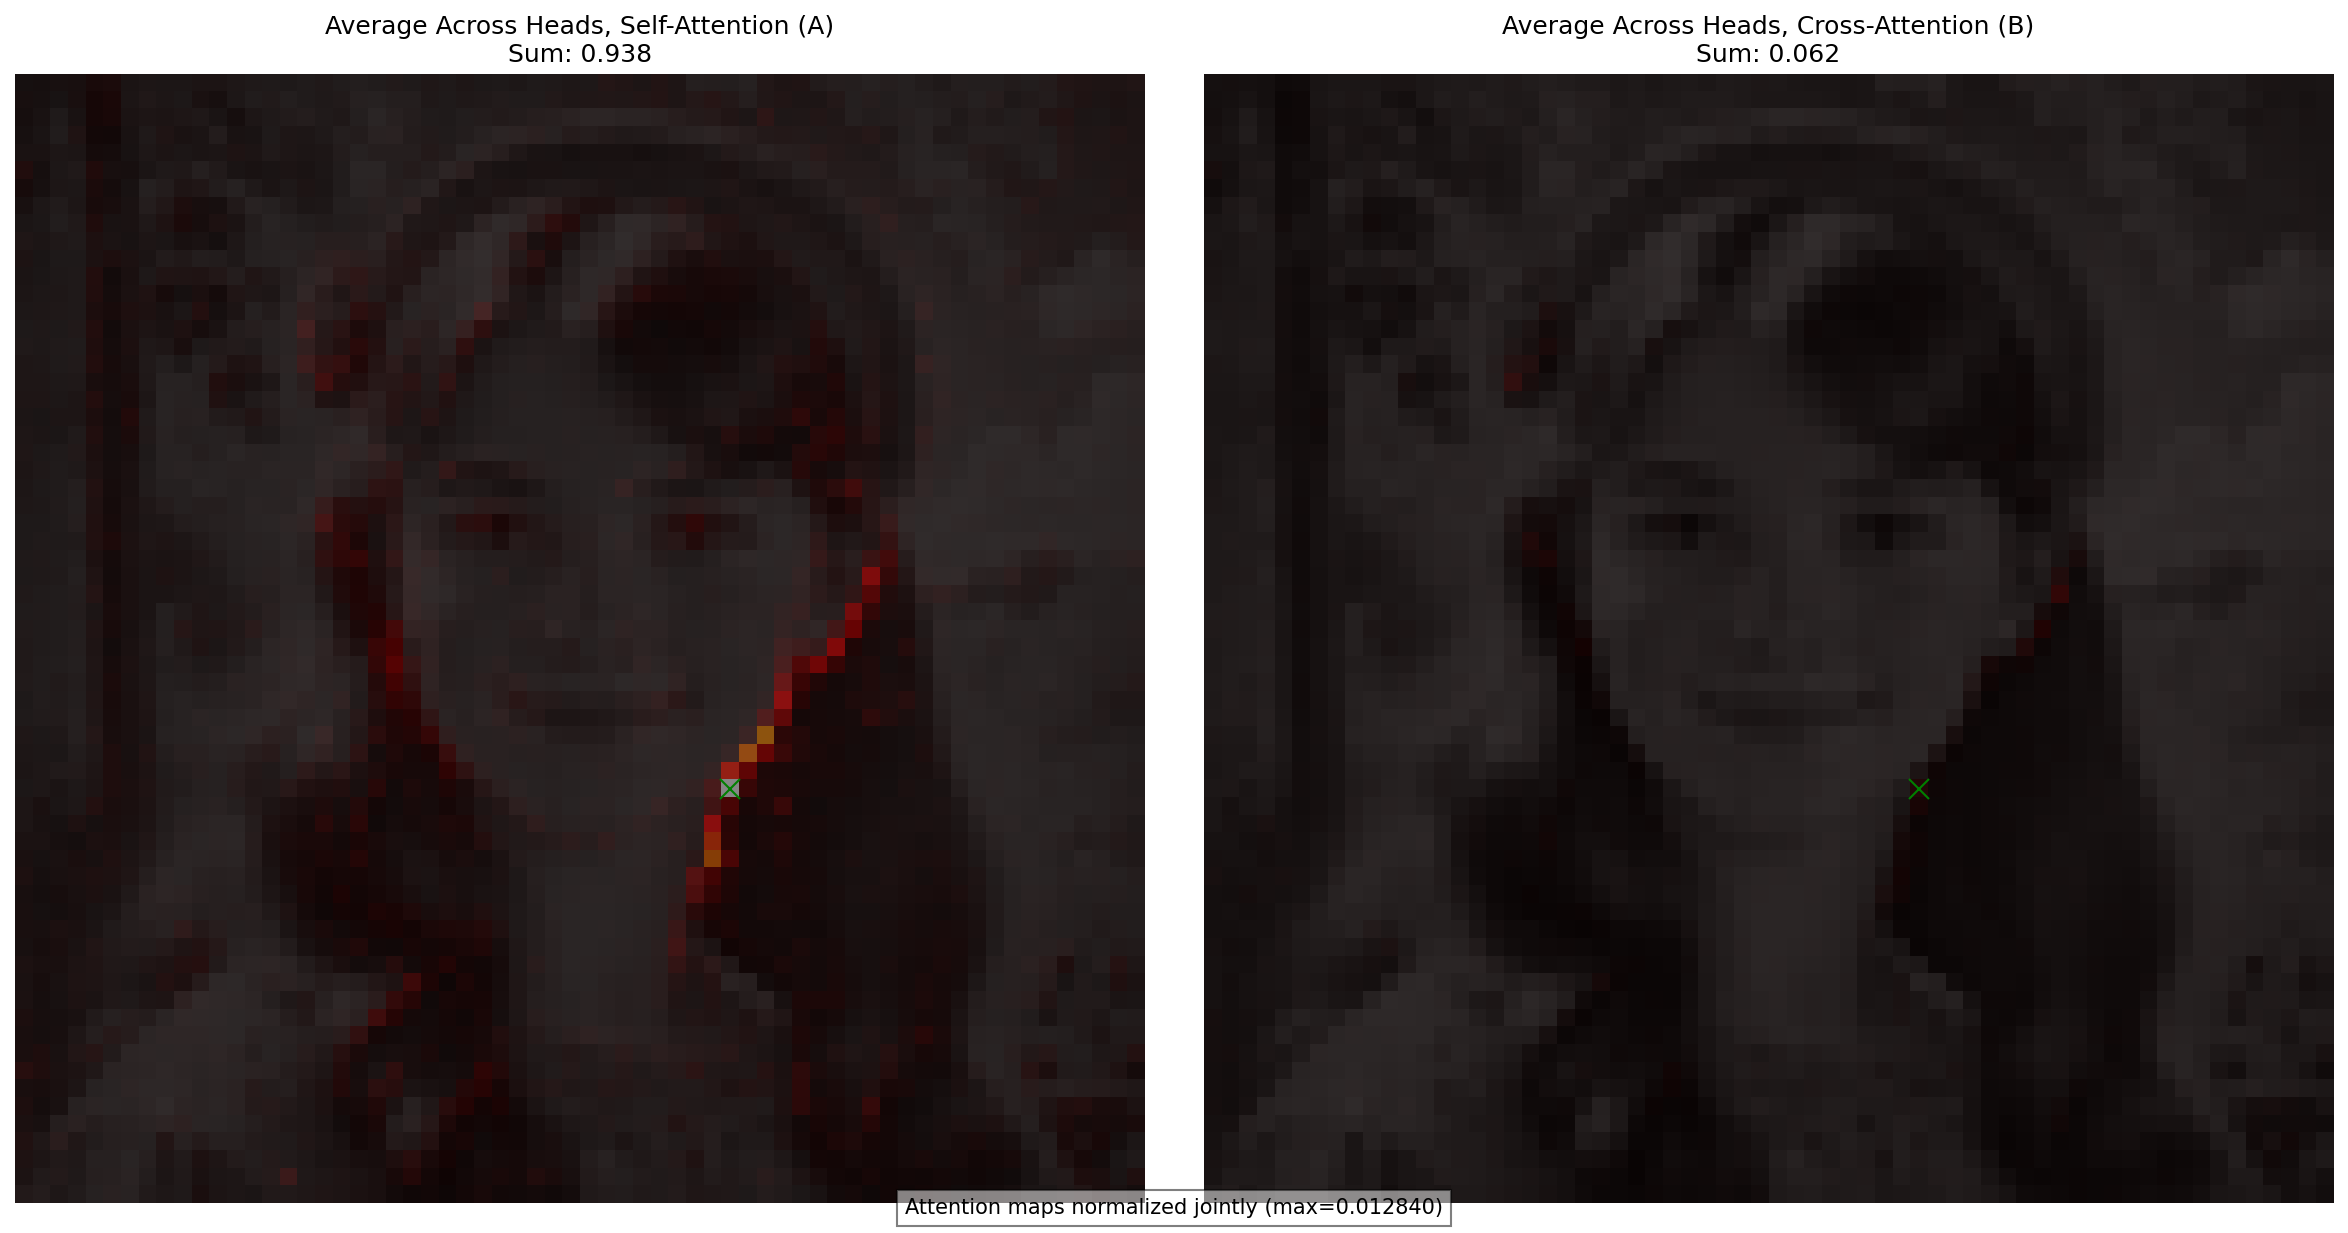 Average Across Heads, Self-Attention (A)
Sum: 0.938
Average Across Heads, Cross-Attention (B)
Sum: 0.062
Attention maps normalized jointly (max=0.012840)